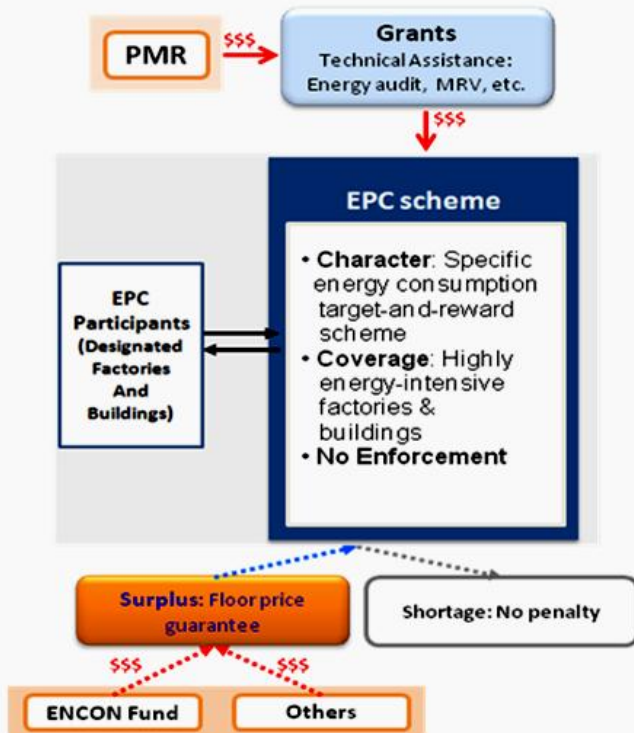 PMR
$$$
Grants
Technical Assistance:
Energy audit, MRV, etc.
$$$
EPC scheme
EPC
Participants
(Designated
Factories
And
Buildings)
• Character: Specific
energy consumption
target-and-reward
scheme
• Coverage: Highly
energy-intensive
factories &
buildings
• No Enforcement
Surplus: Floor price
guarantee
Shortage: No penalty
$$$
$$$
ENCON Fund
Others